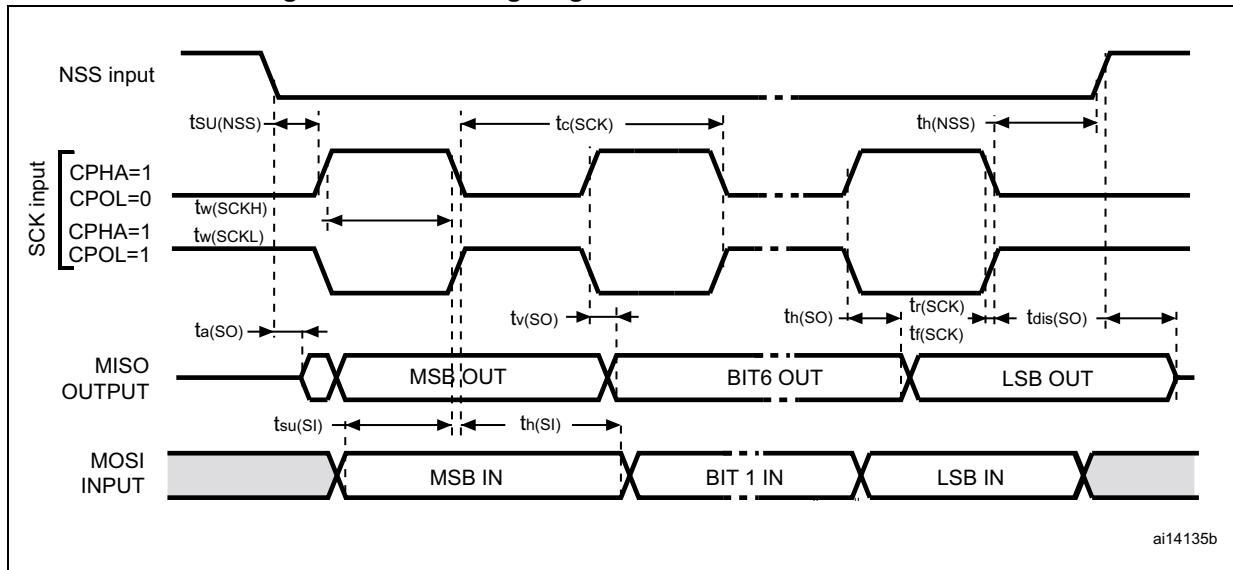 NSS input
tSU(NSS)
tc(SCK)
th(NSS)
SCK input
CPHA=1
CPOL=0
tw(SCKH)
CPHA=1
tw(SCKL)
CPOL=1
ta(SO)
tv(SO)
th(SO)
tr(SCK)
tf(SCK)
tdis(SO)
MISO
OUTPUT
MSB OUT
BIT6 OUT
LSB OUT
tsu(SI)
th(SI)
MOSI
INPUT
MSB IN
BIT 1 IN
LSB IN
ai14135b